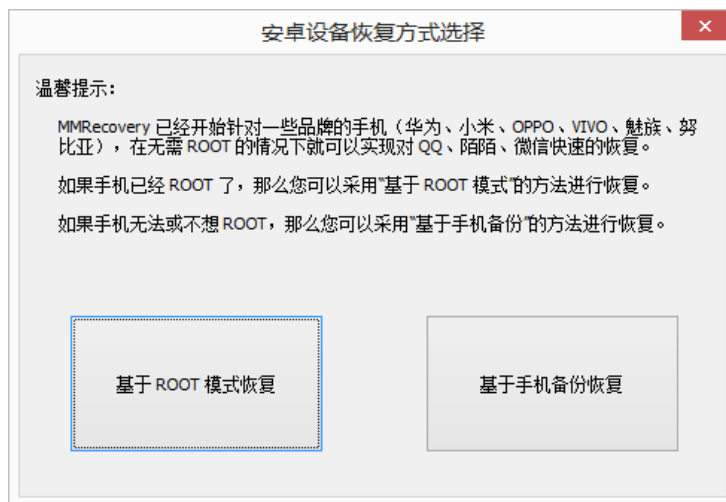 安卓设备恢复方式选择
温馨提示：
MMRecovery 已经开始针对一些品牌的手机（华为、小米、OPPO、VIVO、魅族、努
比亚），在无需 ROOT 的情况下就可以实现对 QQ、陌陌、微信快速的恢复。
如果手机已经 ROOT 了，那么您可以采用“基于 ROOT 模式”的方法进行恢复。
如果手机无法或不想 ROOT，那么您可以采用“基于手机备份”的方法进行恢复。
基于 ROOT 模式恢复
基于手机备份恢复